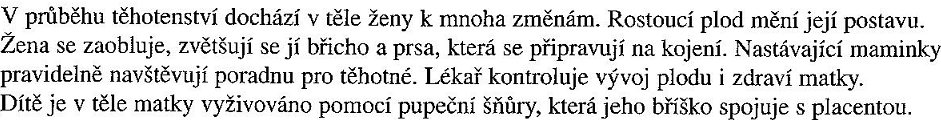 V průběhu těhotenství dochází v těle ženy k mnoha změnám. Rostoucí plod mění její postavu.
Žena se zaobluje, zvětšují se jí břicho a prsa, která se připravují na kojení. Nastávající maminky
pravidelně navštěvují poradnu pro těhotné. Lékař kontroluje vývoj plodu i zdraví matky.
Dítě je v těle matky vyživováno pomocí pupeční šňůry, která jeho bříško spojuje s placentou.